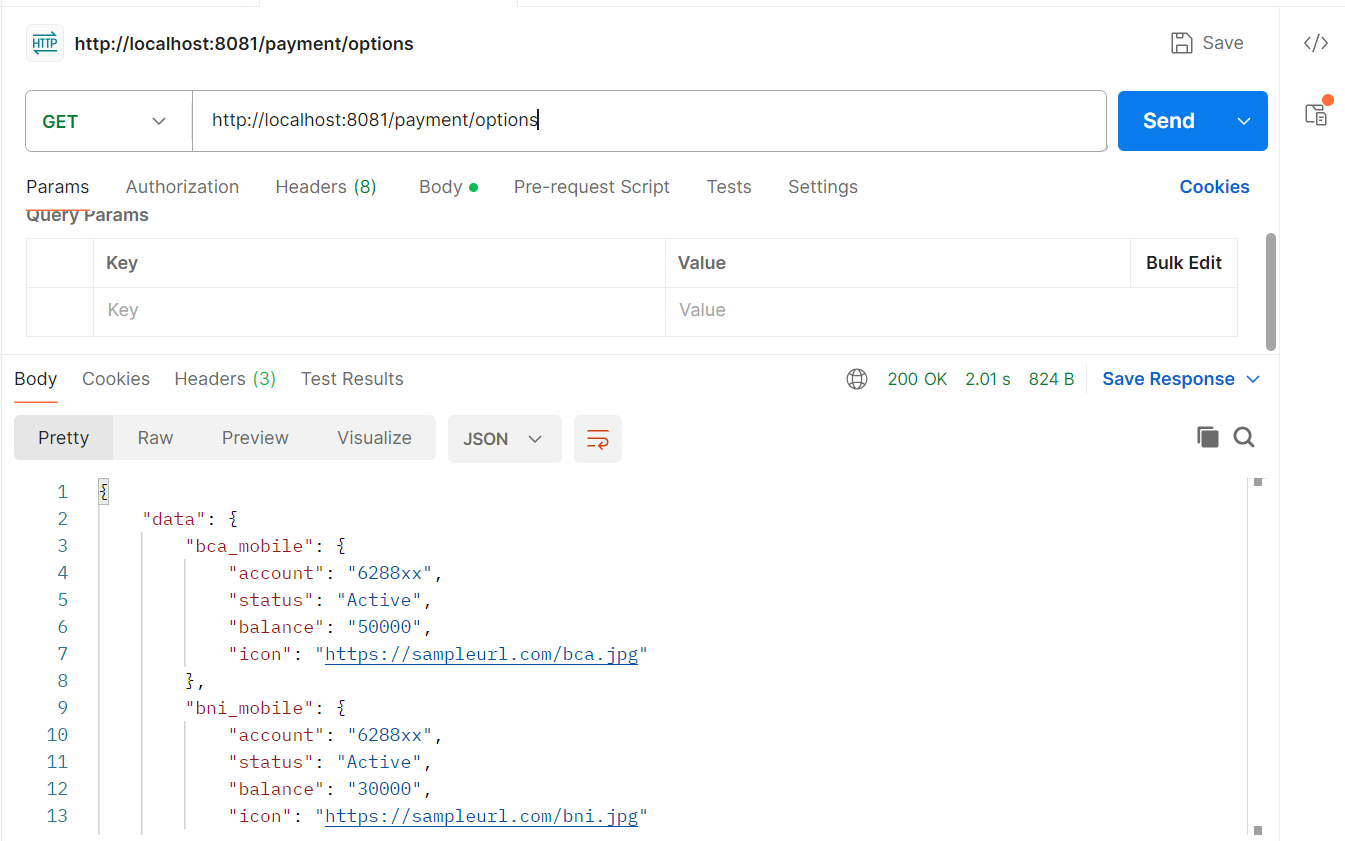 HTTP http://localhost:8081/payment/options Save
GET http://localhost:8081/payment/options Send
Params Authorization Headers (8) Body Pre-request Script Tests Settings Cookies
Query Params
Key Value Bulk Edit
Key Value
Body Cookies Headers (3) Test Results 200 OK 2.01 s 824 B Save Response
Pretty Raw Preview Visualize JSON
1 {
2 "data": {
3 "bca_mobile": {
4 "account": "6288xx",
5 "status": "Active",
6 "balance": "50000",
7 "icon": "https://sampleurl.com/bca.jpg"
8 },
9 "bni_mobile": {
10 "account": "6288xx",
11 "status": "Active",
12 "balance": "30000",
13 "icon": "https://sampleurl.com/bni.jpg"